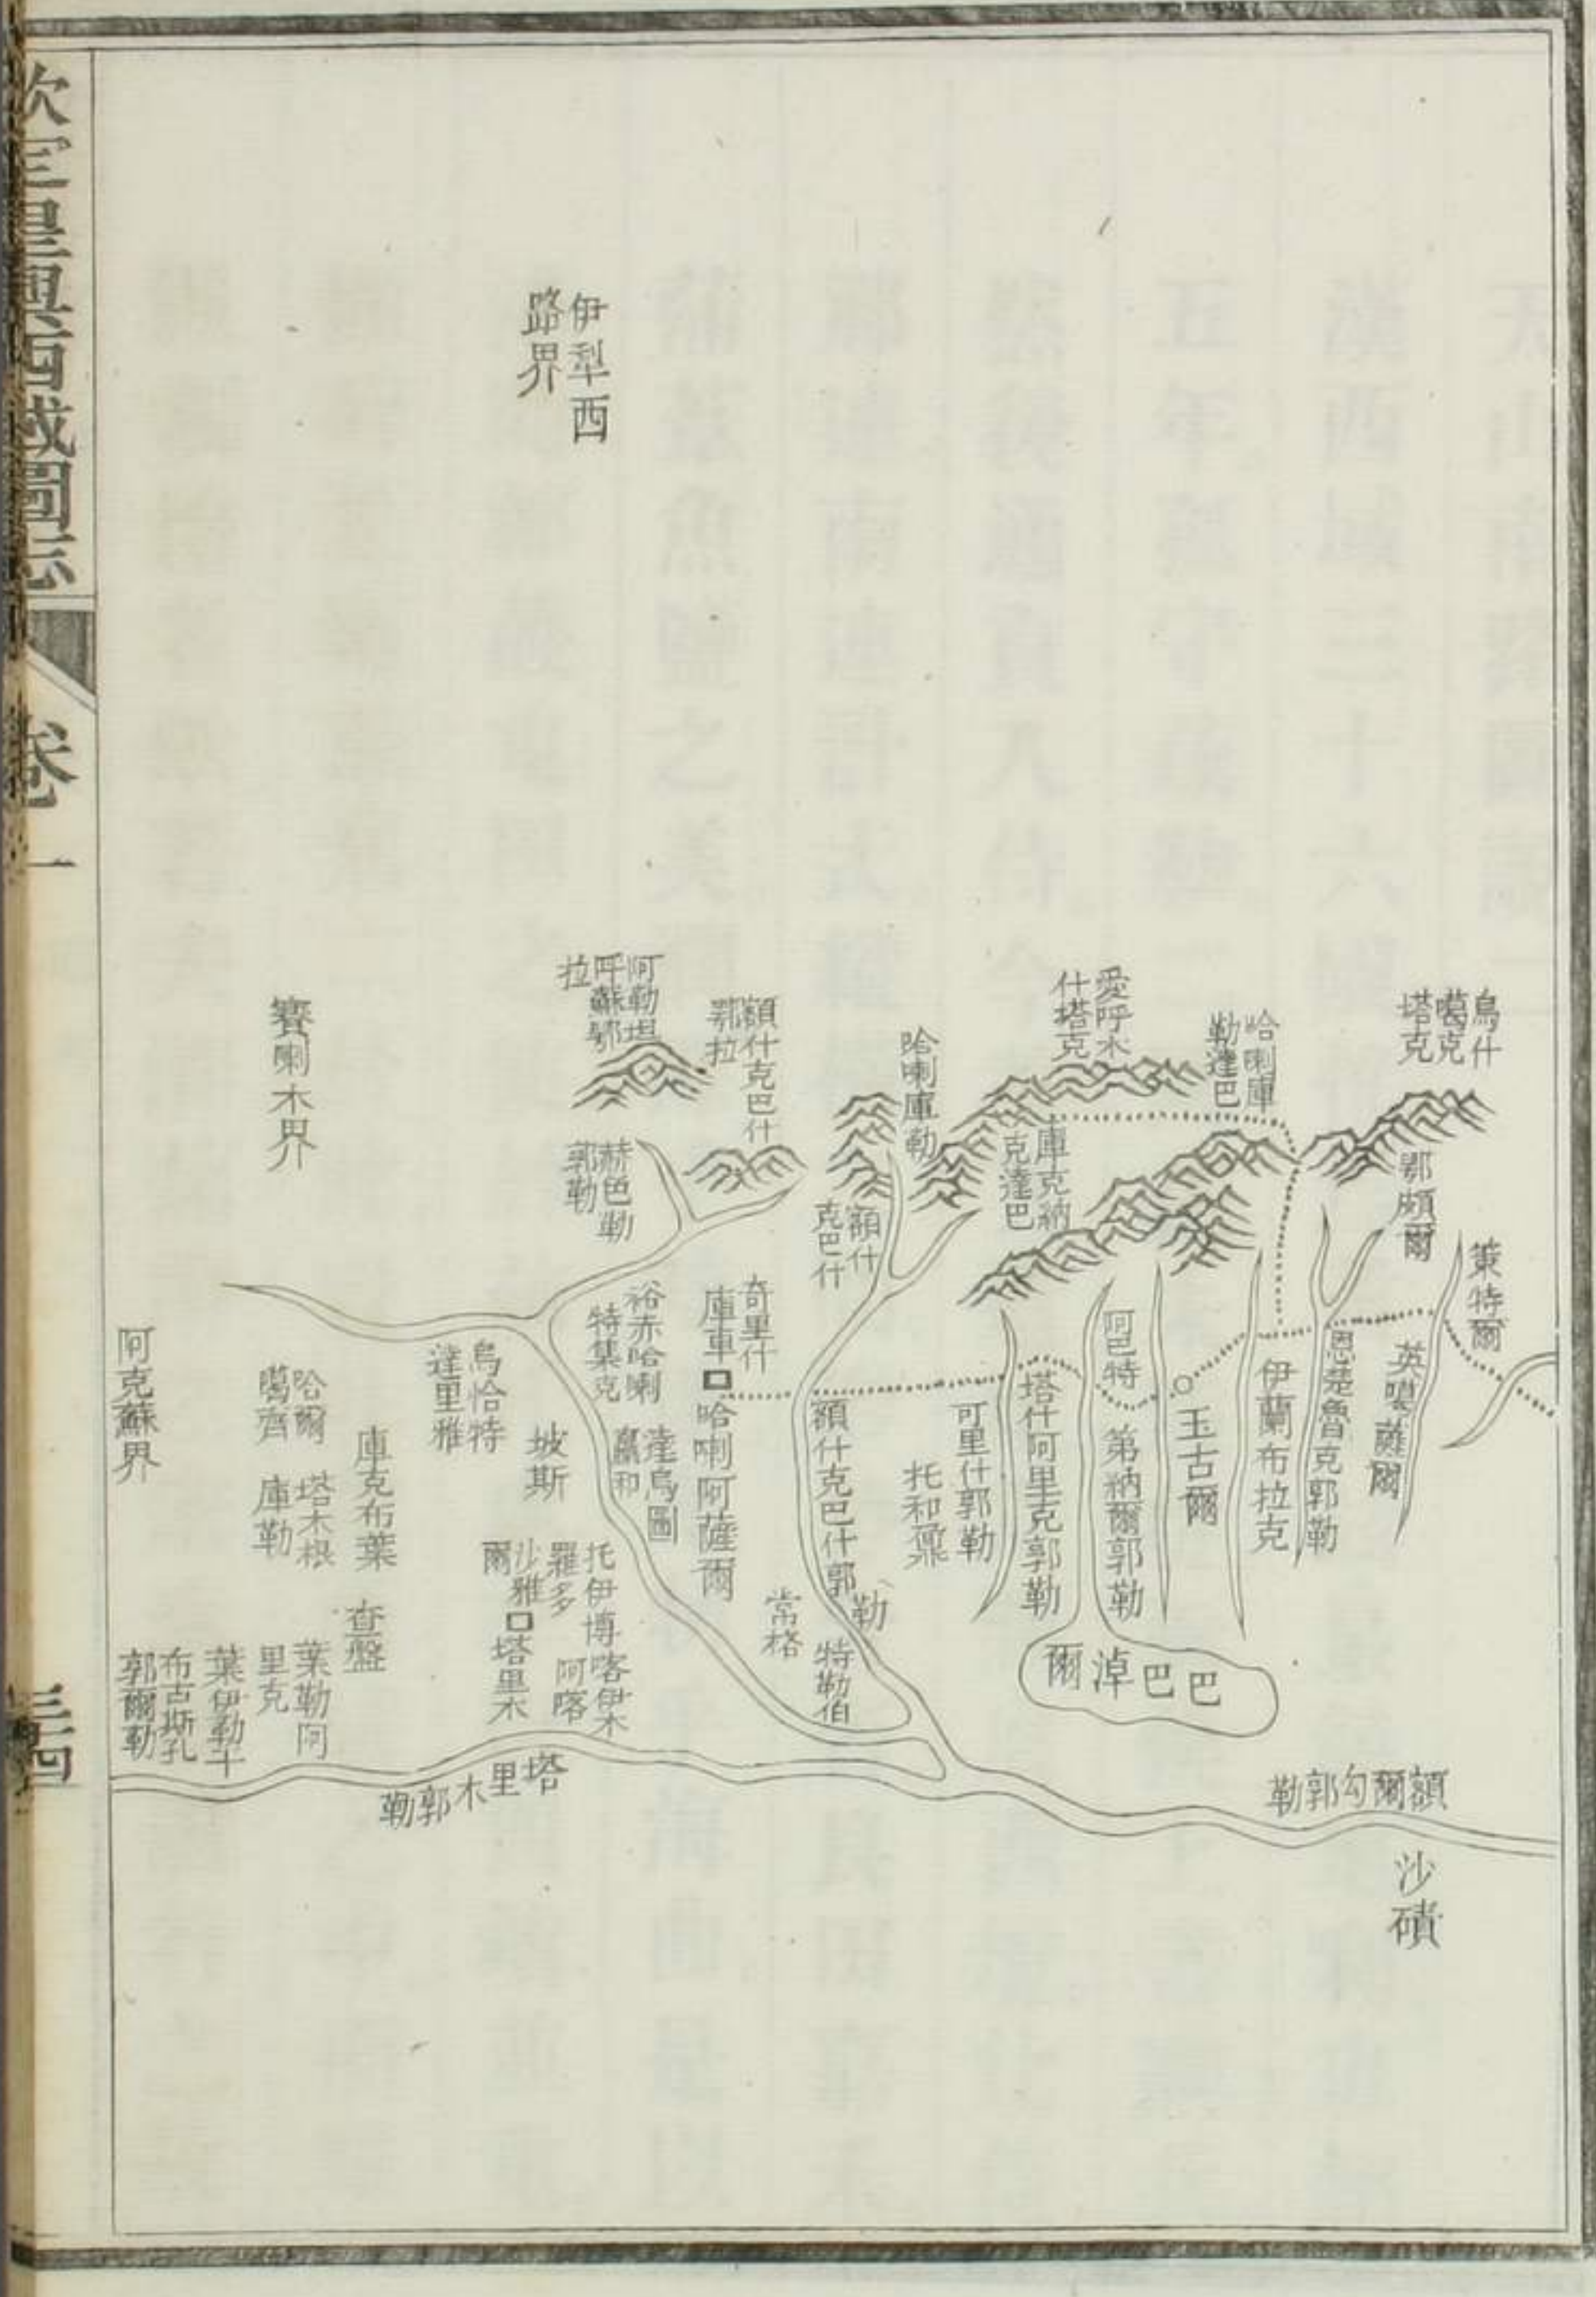 伊犁西
路界
烏什
噶克
塔克
哈喇庫
勒達巴
愛呼木
什塔克
哈喇庫勒
額什克巴什
鄂拉
阿勒坦
呼蘇鄂
拉
賽喇木界
策特爾
鄂頗爾
庫克納
克達巴
額什
克巴什
赫色勒
郭勒
英噶薩爾
恩楚魯克郭勒
伊蘭布拉克
玉古爾
阿巴特
第納爾郭勒
塔什阿里克郭勒
可里什郭勒
托和鼐
額什克巴什郭勒
特勒伯
常格
奇里什
庫車
哈喇阿薩爾
裕赤哈喇
特集克
達烏圖
坡斯
烏恰特
達里雅
托伊博
羅多
喀伊木
阿喀
沙雅
爾
塔里木
庫克布葉
查盤
哈爾
噶齊
塔木根
庫勒
葉勒阿
里克
葉伊勒干
布古斯孔
郭爾勒
阿克蘇界
巴巴淖爾
額爾勾郭勒
塔里木郭勒
沙磧
欽定皇輿西域圖志
卷一
三四